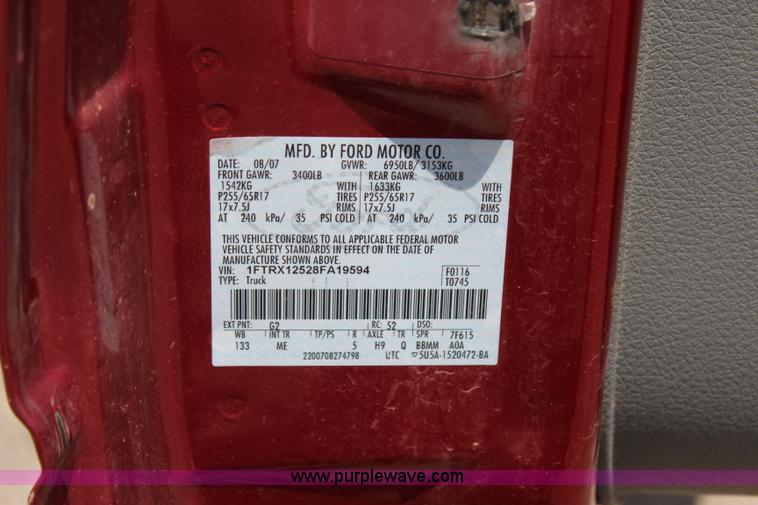 MFD. BY FORD MOTOR CO.
DATE: 08/07 GVWR: 6950LB/ 3153KG
FRONT GAWR: 3400LB REAR GAWR: 3600LB
1542KG WITH 1633KG WITH
P255/65R17 TIRES P255/65R17 TIRES
17x7.5J RIMS 17x7.5J RIMS
AT 240 kPa/ 35 PSI COLD AT 240 kPa/ 35 PSI COLD
THIS VEHICLE CONFORMS TO ALL APPLICABLE FEDERAL MOTOR
VEHICLE SAFETY STANDARDS IN EFFECT ON THE DATE OF
MANUFACTURE SHOWN ABOVE.
VIN: 1FTRX12528FA19594 F0116
TYPE: Truck T0745
EXT PNT: G2 RC: 52 DSO:
WB INT TR TP/PS R AXLE TR SPR 7F615
133 ME 5 H9 Q BBMM A0A
2200708274798 UTC ▽5U5A-1520472-BA
www.purplewave.com